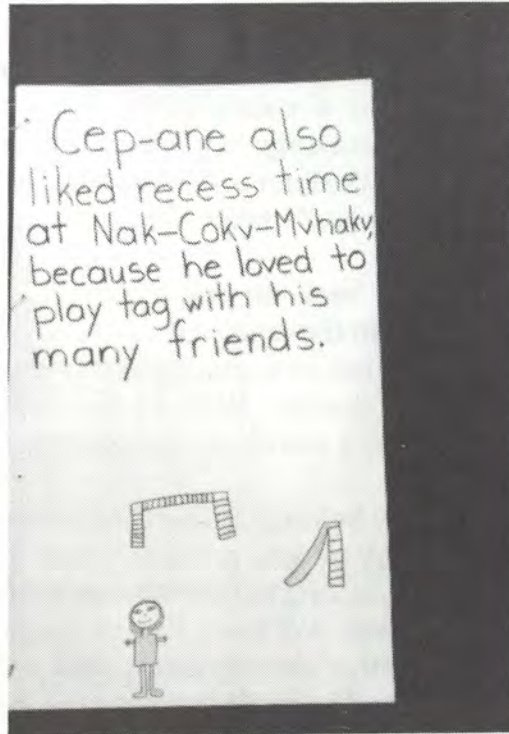 Cep-ane also
liked recess time
at Nak-Cokv-Mvhakv,
because he loved to
play tag with his
many friends.